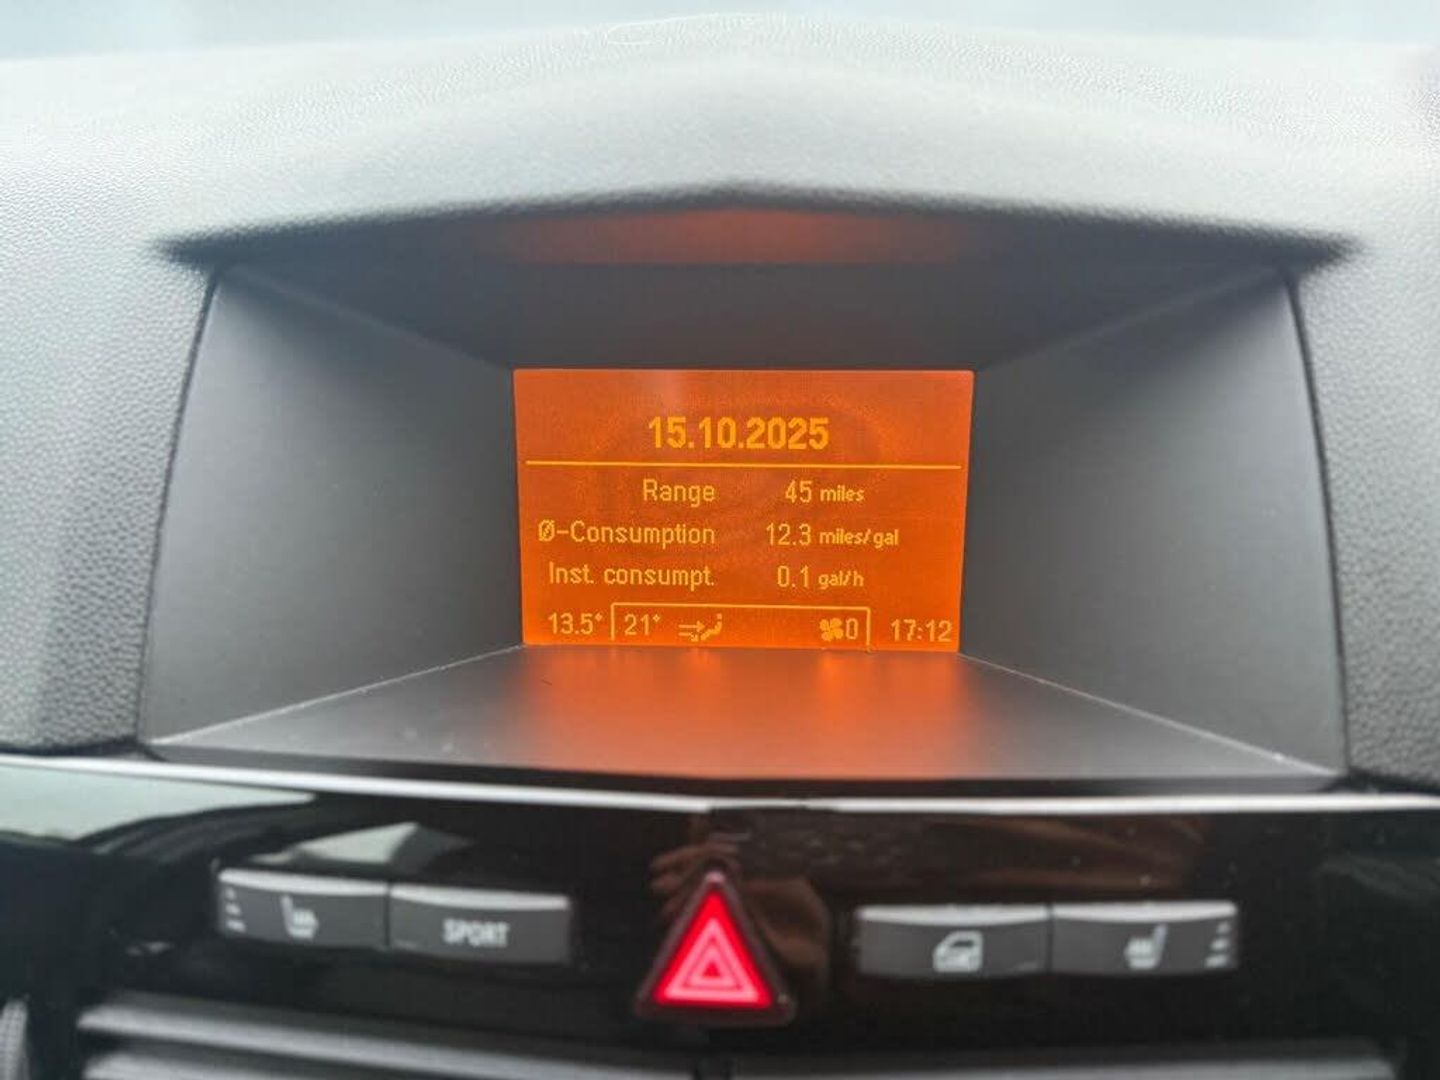 15.10.2025
Range 45 miles
Ø-Consumption 12.3 miles/gal
Inst. consumpt. 0.1 gal/h
13.5° 21° 0 17:12
SPORT